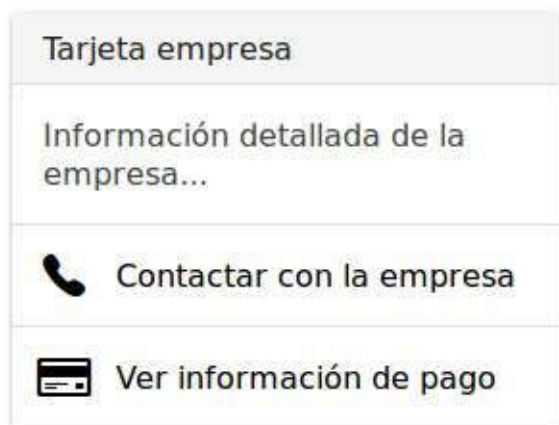 Tarjeta empresa
Información detallada de la
empresa...
Contactar con la empresa
Ver información de pago